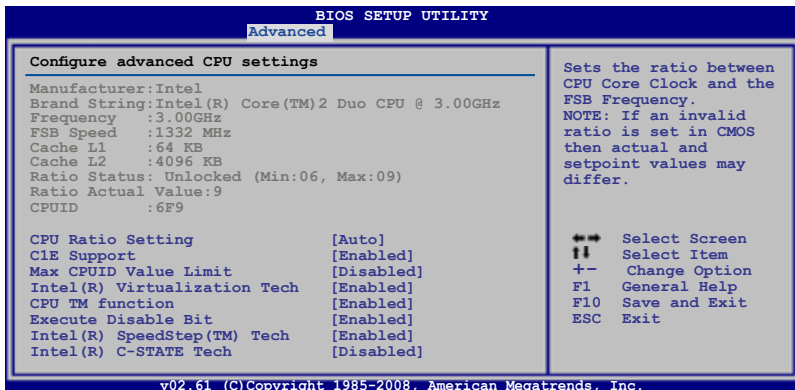 BIOS SETUP UTILITY
Advanced
Configure advanced CPU settings
Manufacturer:Intel
Brand String:Intel(R) Core(TM)2 Duo CPU @ 3.00GHz
Frequency :3.00GHz
FSB Speed :1332 MHz
Cache L1 :64 KB
Cache L2 :4096 KB
Ratio Status: Unlocked (Min:06, Max:09)
Ratio Actual Value:9
CPUID :6F9
CPU Ratio Setting [Auto]
C1E Support [Enabled]
Max CPUID Value Limit [Disabled]
Intel(R) Virtualization Tech [Enabled]
CPU TM function [Enabled]
Execute Disable Bit [Enabled]
Intel(R) SpeedStep(TM) Tech [Enabled]
Intel(R) C-STATE Tech [Disabled]
Sets the ratio between
CPU Core Clock and the
FSB Frequency.
NOTE: If an invalid
ratio is set in CMOS
then actual and
setpoint values may
differ.
←→ Select Screen
↑↓ Select Item
+- Change Option
F1 General Help
F10 Save and Exit
ESC Exit
v02.61 (C)Copyright 1985-2008, American Megatrends, Inc.